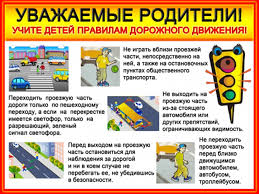 УВАЖАЕМЫЕ РОДИТЕЛИ!
УЧИТЕ ДЕТЕЙ ПРАВИЛАМ ДОРОЖНОГО ДВИЖЕНИЯ!
Не играть вблизи проезжей
части, непосредственно на
ней, а также на остановочных
пунктах общественного
транспорта.
Переходить проезжую часть
дороги только по пешеходному
переходу, а если на перекрестке
имеется светофор, только на
разрешающий, зеленый
сигнал светофора.
Не выходить на
проезжую часть
из-за стоящего
автомобиля или
других препятствий,
ограничивающих видимость.
Перед выходом на проезжую
часть остановиться для
наблюдения за дорогой
и ни в коем случае не
перебегать ее, не убедившись
в безопасности.
Не переходить
проезжую часть
перед близко
движущимся
автомобилем,
автобусом,
троллейбусом.